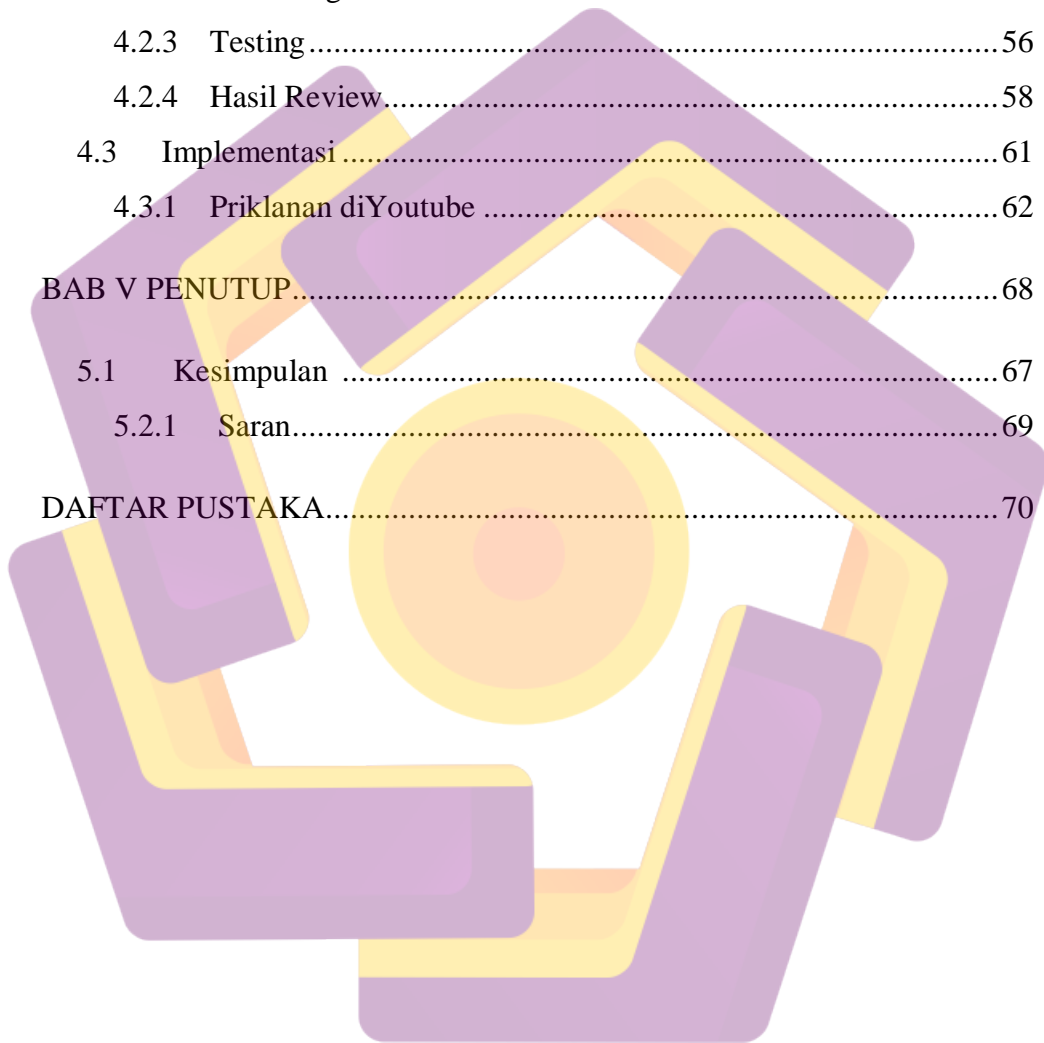 4.2.3 Testing........................................................................................56
4.2.4 Hasil Review...............................................................................58
4.3 Implementasi .................................................................................61
4.3.1 Priklanan diYoutube ..................................................................62
BAB V PENUTUP....................................................................................68
5.1 Kesimpulan .................................................................................67
5.2.1 Saran..........................................................................................69
DAFTAR PUSTAKA................................................................................70